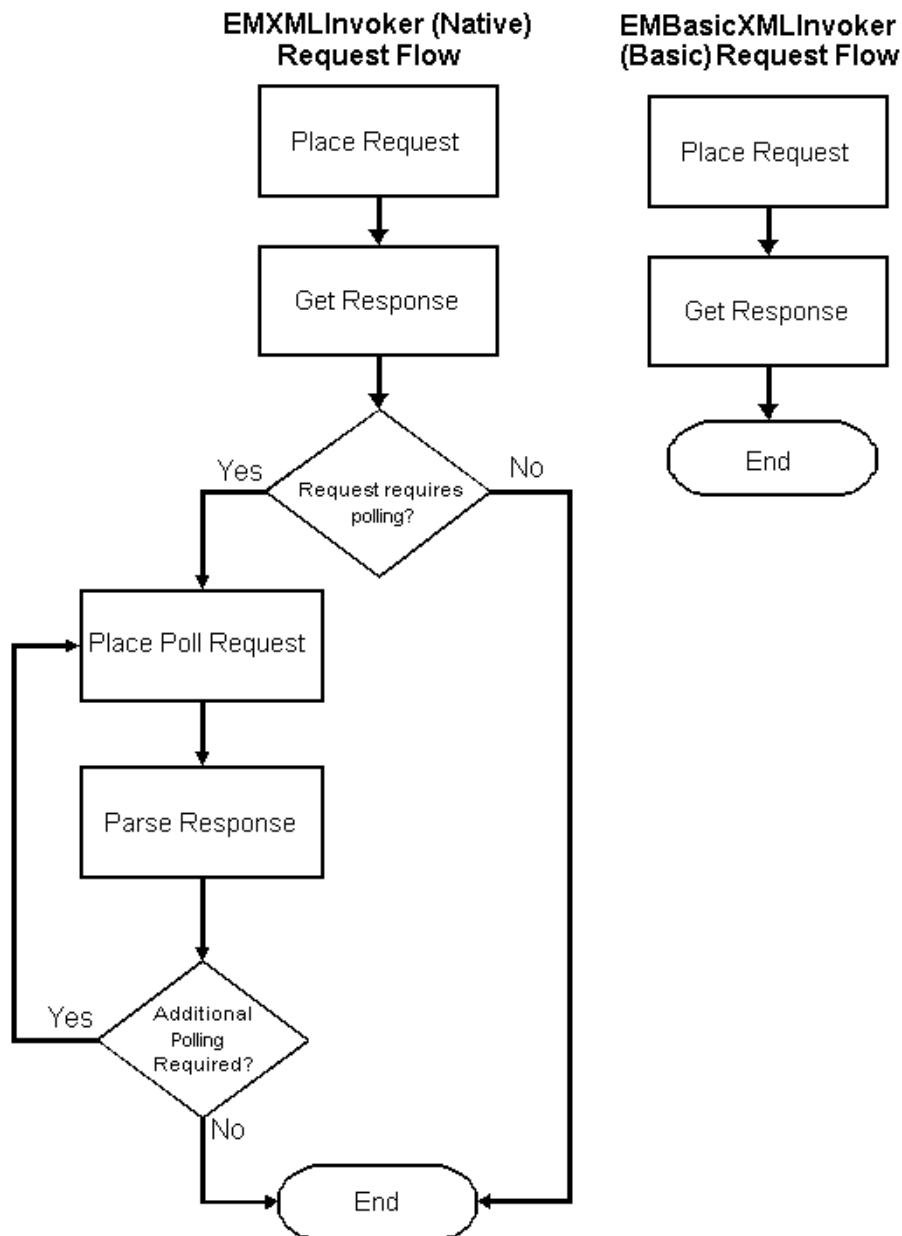 EMXMLInvoker (Native)
Request Flow
Place Request
Get Response
Yes
No
Request requires
polling?
Place Poll Request
Parse Response
Yes
Additional
Polling
Required?
No
End
EMBasicXMLInvoker
(Basic) Request Flow
Place Request
Get Response
End